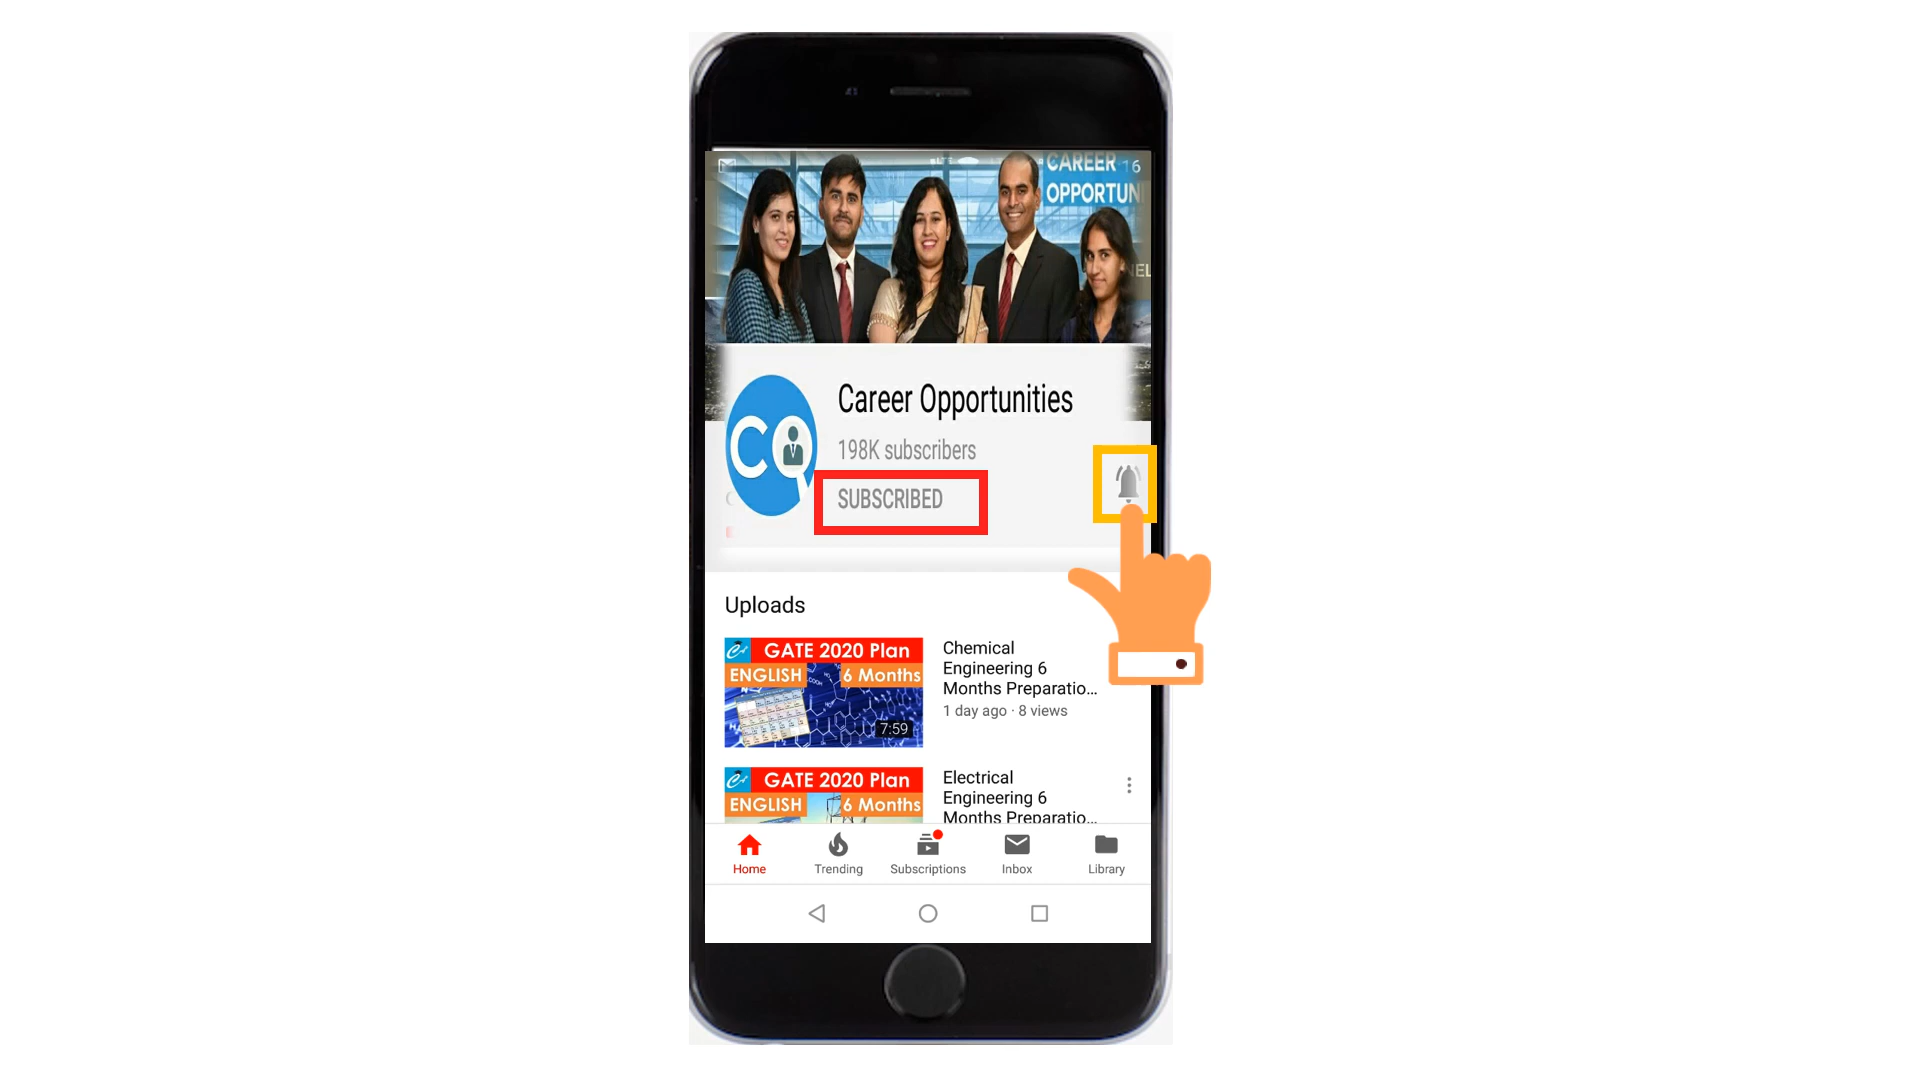 CAREER
16
OPPORTUN
NEL
Career Opportunities
198K subscribers
SUBSCRIBED
Uploads
GATE 2020 Plan
ENGLISH
6 Months
7:59
Chemical
Engineering 6
Months Preparatio...
1 day ago · 8 views
GATE 2020 Plan
ENGLISH
6 Months
Electrical
Engineering 6
Months Preparatio...
Home
Trending
Subscriptions
Inbox
Library